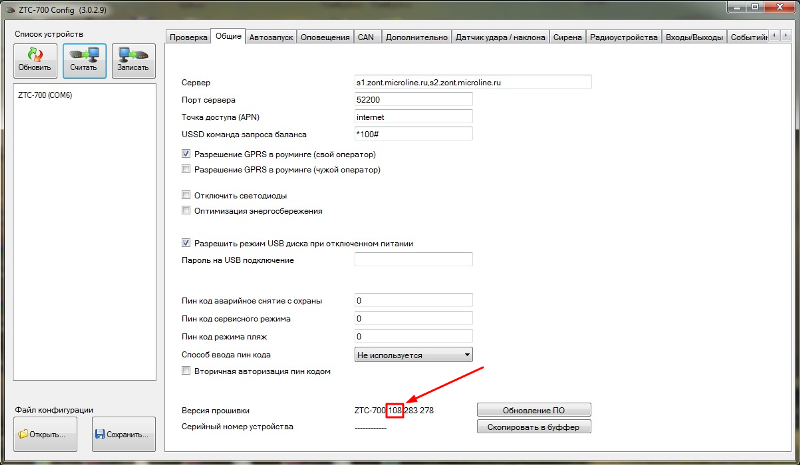 ZTC-700 Config (3.0.2.9)
Список устройств
Обновить
Считать
Записать
ZTC-700 (COM6)
Проверка Общие Автозапуск Оповещения CAN Дополнительно Датчик удара / наклона Сирена Радиоустройства Входы/Выходы Событийн
Сервер s1.zont.microline.ru,s2.zont.microline.ru
Порт сервера 52200
Точка доступа (APN) internet
USSD команда запроса баланса *100#
Разрешение GPRS в роуминге (свой оператор)
Разрешение GPRS в роуминге (чужой оператор)
Отключить светодиоды
Оптимизация энергосбережения
Разрешить режим USB диска при отключенном питании
Пароль на USB подключение
Пин код аварийное снятие с охраны 0
Пин код сервисного режима 0
Пин код режима пляж 0
Способ ввода пин кода Не используется
Вторичная авторизация пин кодом
Версия прошивки ZTC-700 108:283 278 Обновление ПО
Серийный номер устройства ------------ Скопировать в буффер
Файл конфигурации
Открыть...
Сохранить...